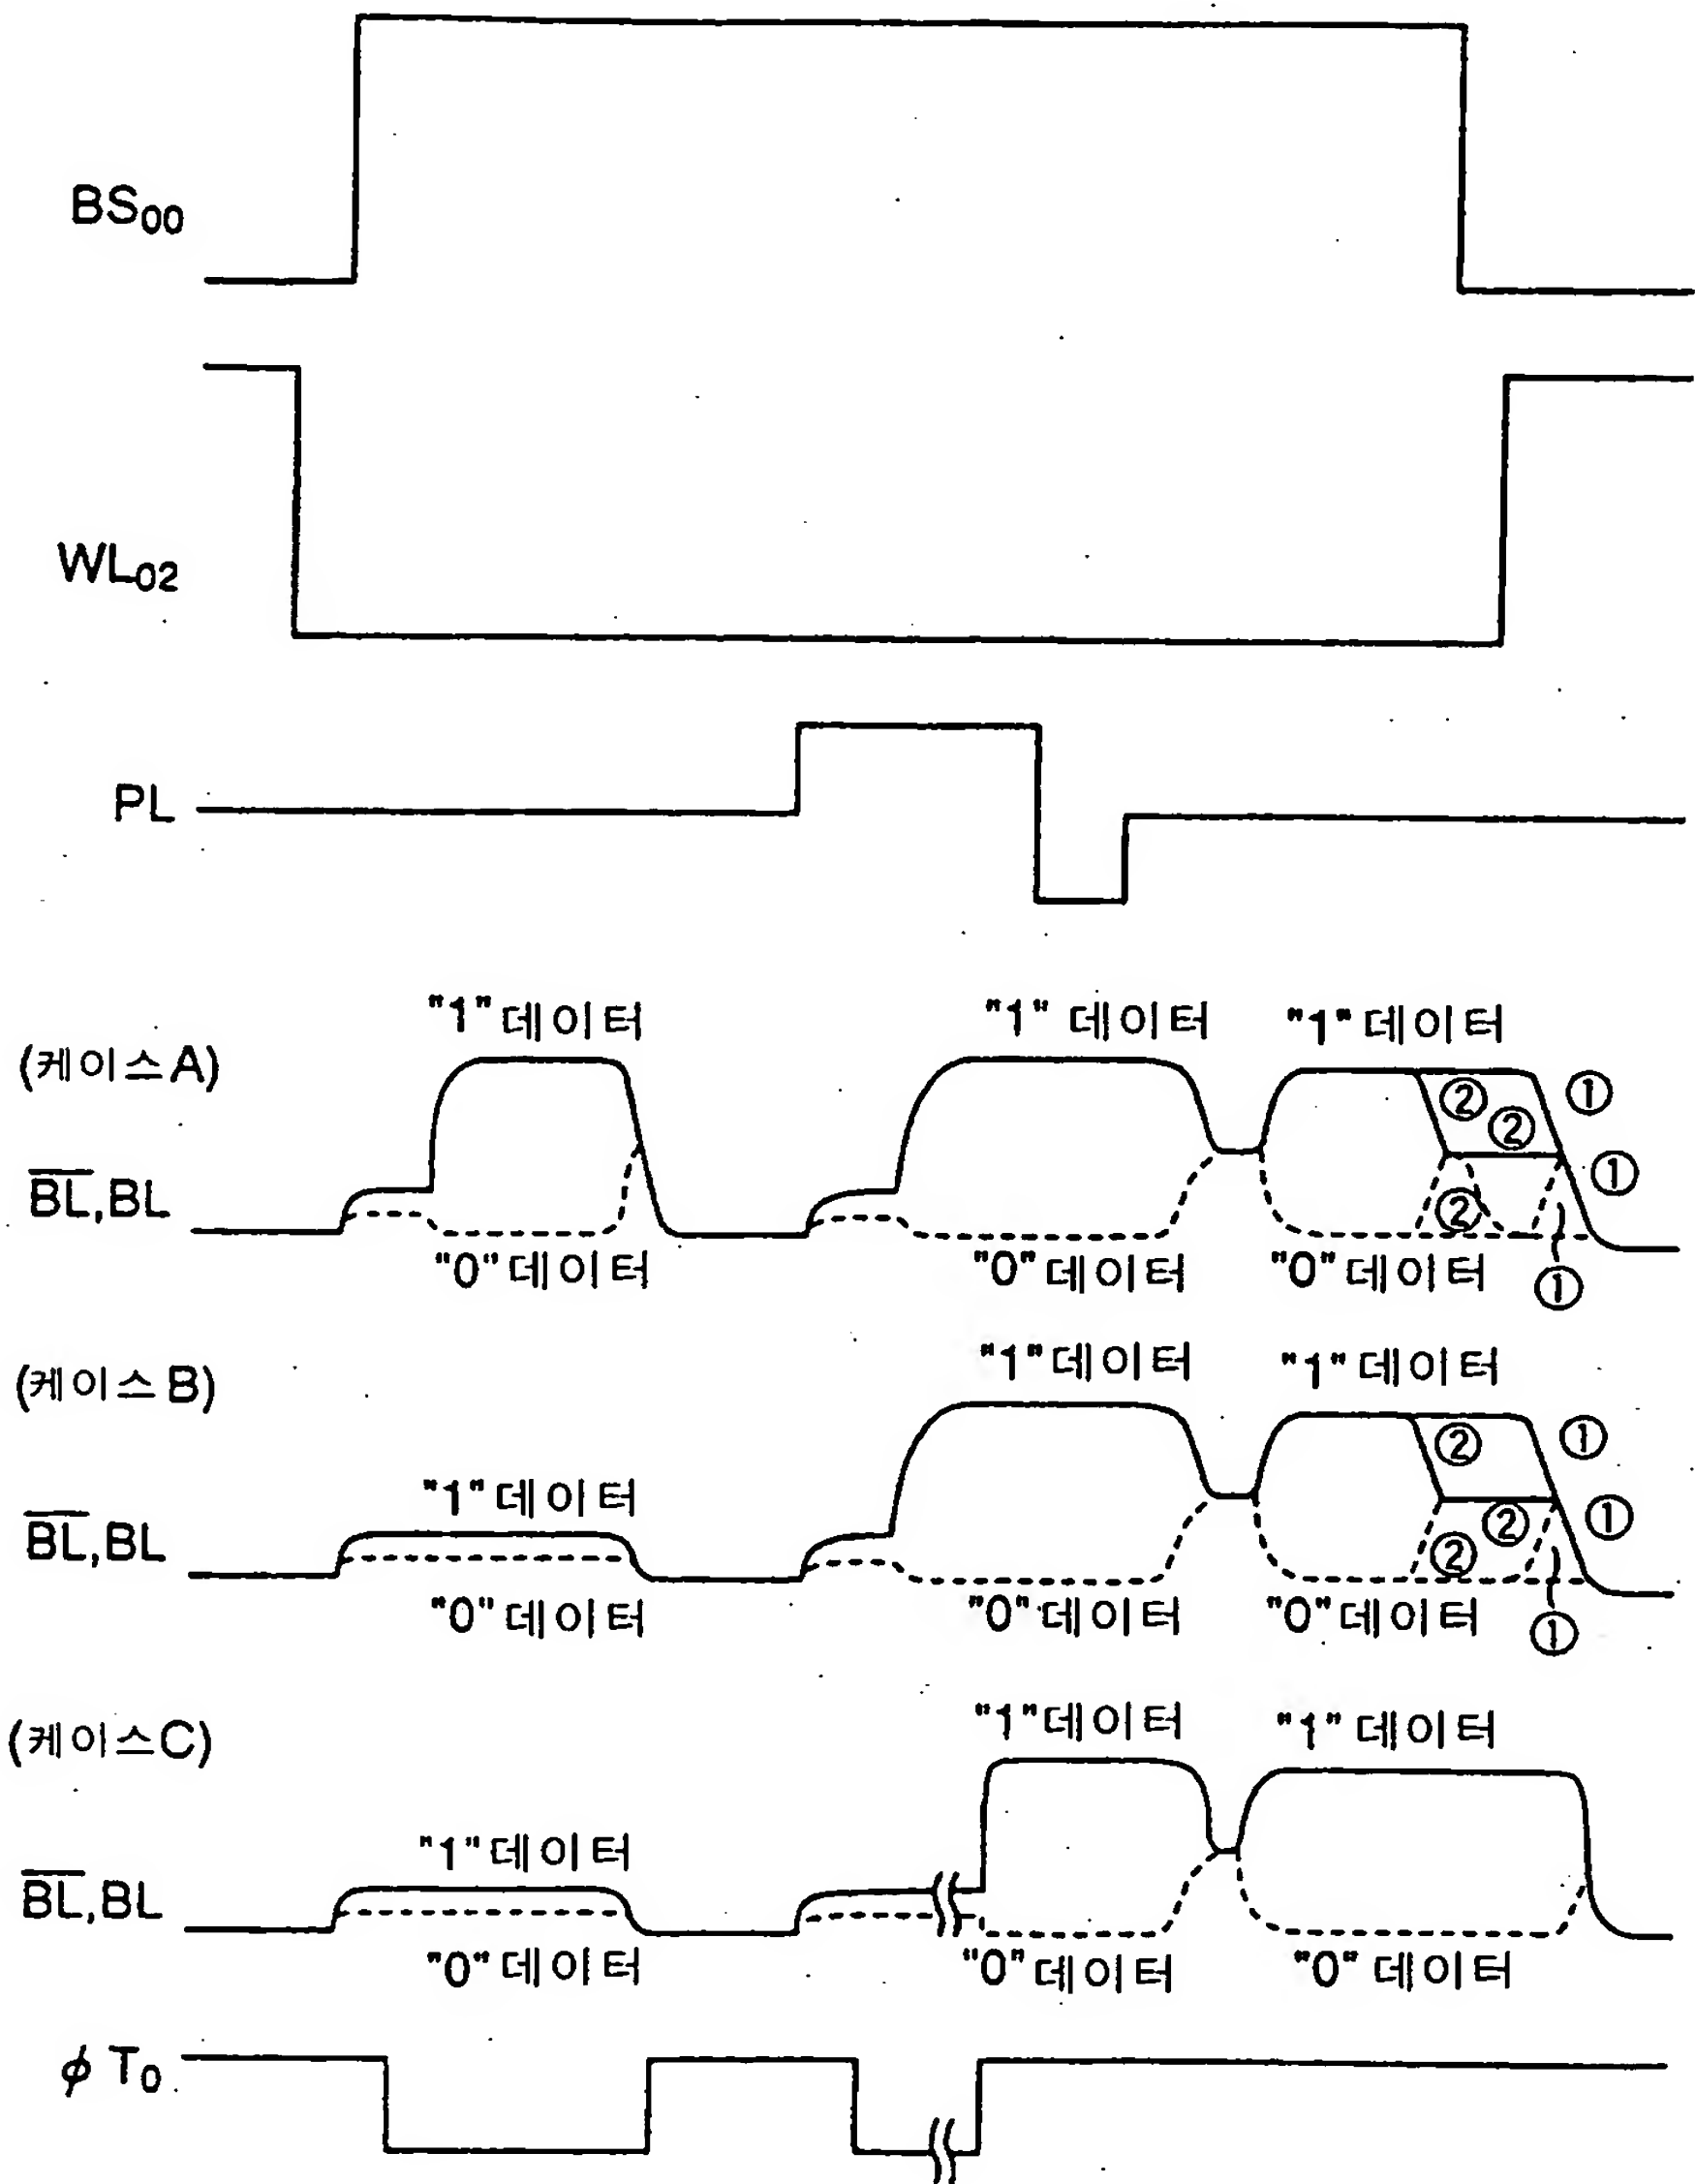 BS00
WL02
PL
"1" 데이터 "1" 데이터 "1" 데이터
(케이스A)
② ② ①
BL,BL ② ①
"0" 데이터 "0" 데이터 "0" 데이터 ①
"1" 데이터 "1" 데이터
(케이스B)
② ①
"1" 데이터
BL,BL ② ② ①
"0" 데이터 "0" 데이터 "0" 데이터 ①
"1" 데이터 "1" 데이터
(케이스C)
"1" 데이터
BL,BL
"0" 데이터 "0" 데이터 "0" 데이터
φ T0